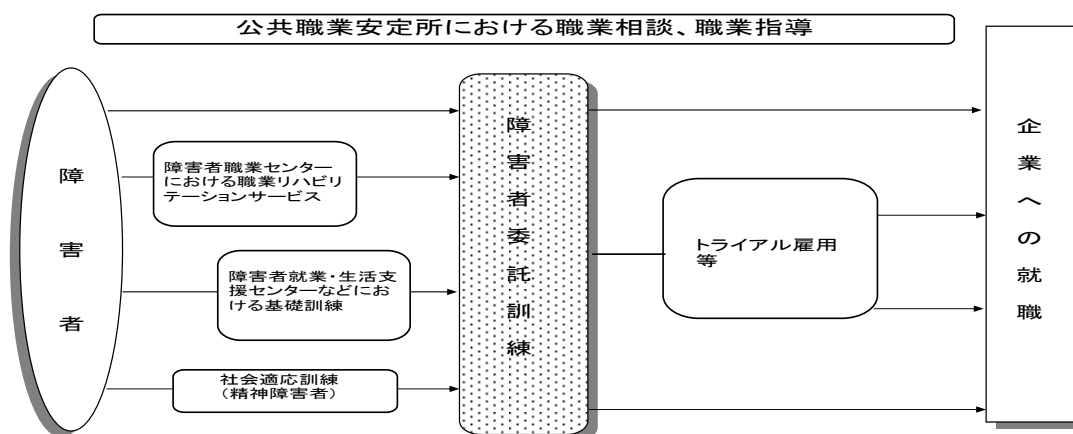 公共職業安定所における職業相談、職業指導
障害者
障害者職業センター
における職業リハビリ
テーションサービス
障害者就業・生活支
援センターなどにお
ける基礎訓練
社会適応訓練
（精神障害者）
障害者委託訓練
トライアル雇用
等
企業への就職